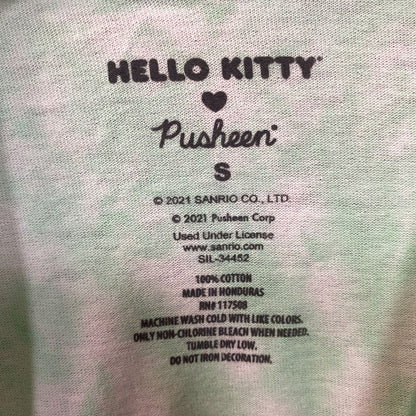 HELLO KITTY®
♥
Pusheen®
S
© 2021 SANRIO CO., LTD.
© 2021 Pusheen Corp
Used Under License
www.sanrio.com
SIL-34452
100% COTTON
MADE IN HONDURAS
RN# 117508
MACHINE WASH COLD WITH LIKE COLORS.
ONLY NON-CHLORINE BLEACH WHEN NEEDED.
TUMBLE DRY LOW.
DO NOT IRON DECORATION.